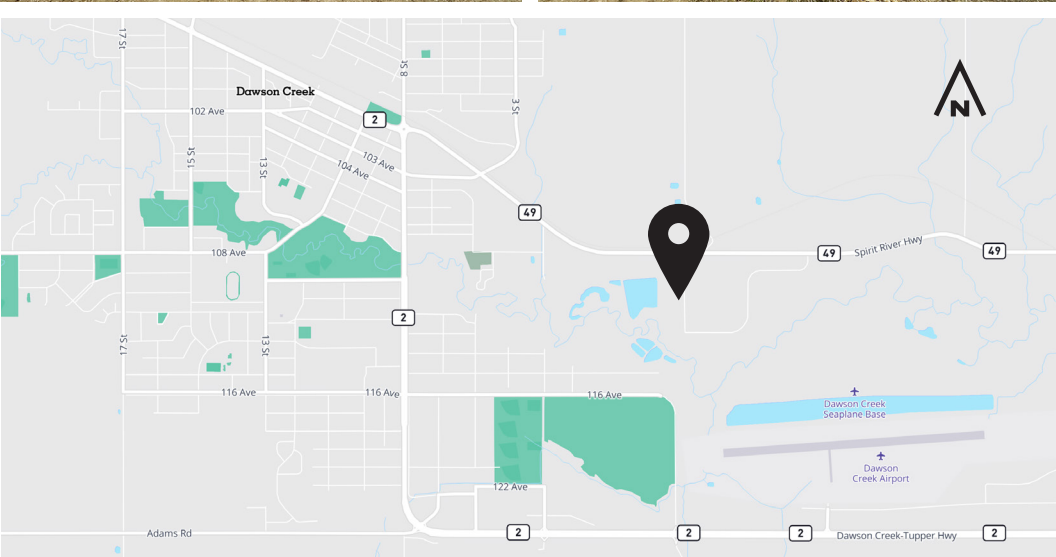 17 St
8 St
Dawson Creek
N
102 Ave
3 St
2
15 St
13 St
103 Ave
104 Ave
49
108 Ave
49
Spirit River Hwy
49
2
17 St
13 St
116 Ave
116 Ave
116 Ave
Dawson Creek
Seaplane Base
Dawson
Creek Airport
122 Ave
Adams Rd
2
2
2
Dawson Creek-Tupper Hwy
2